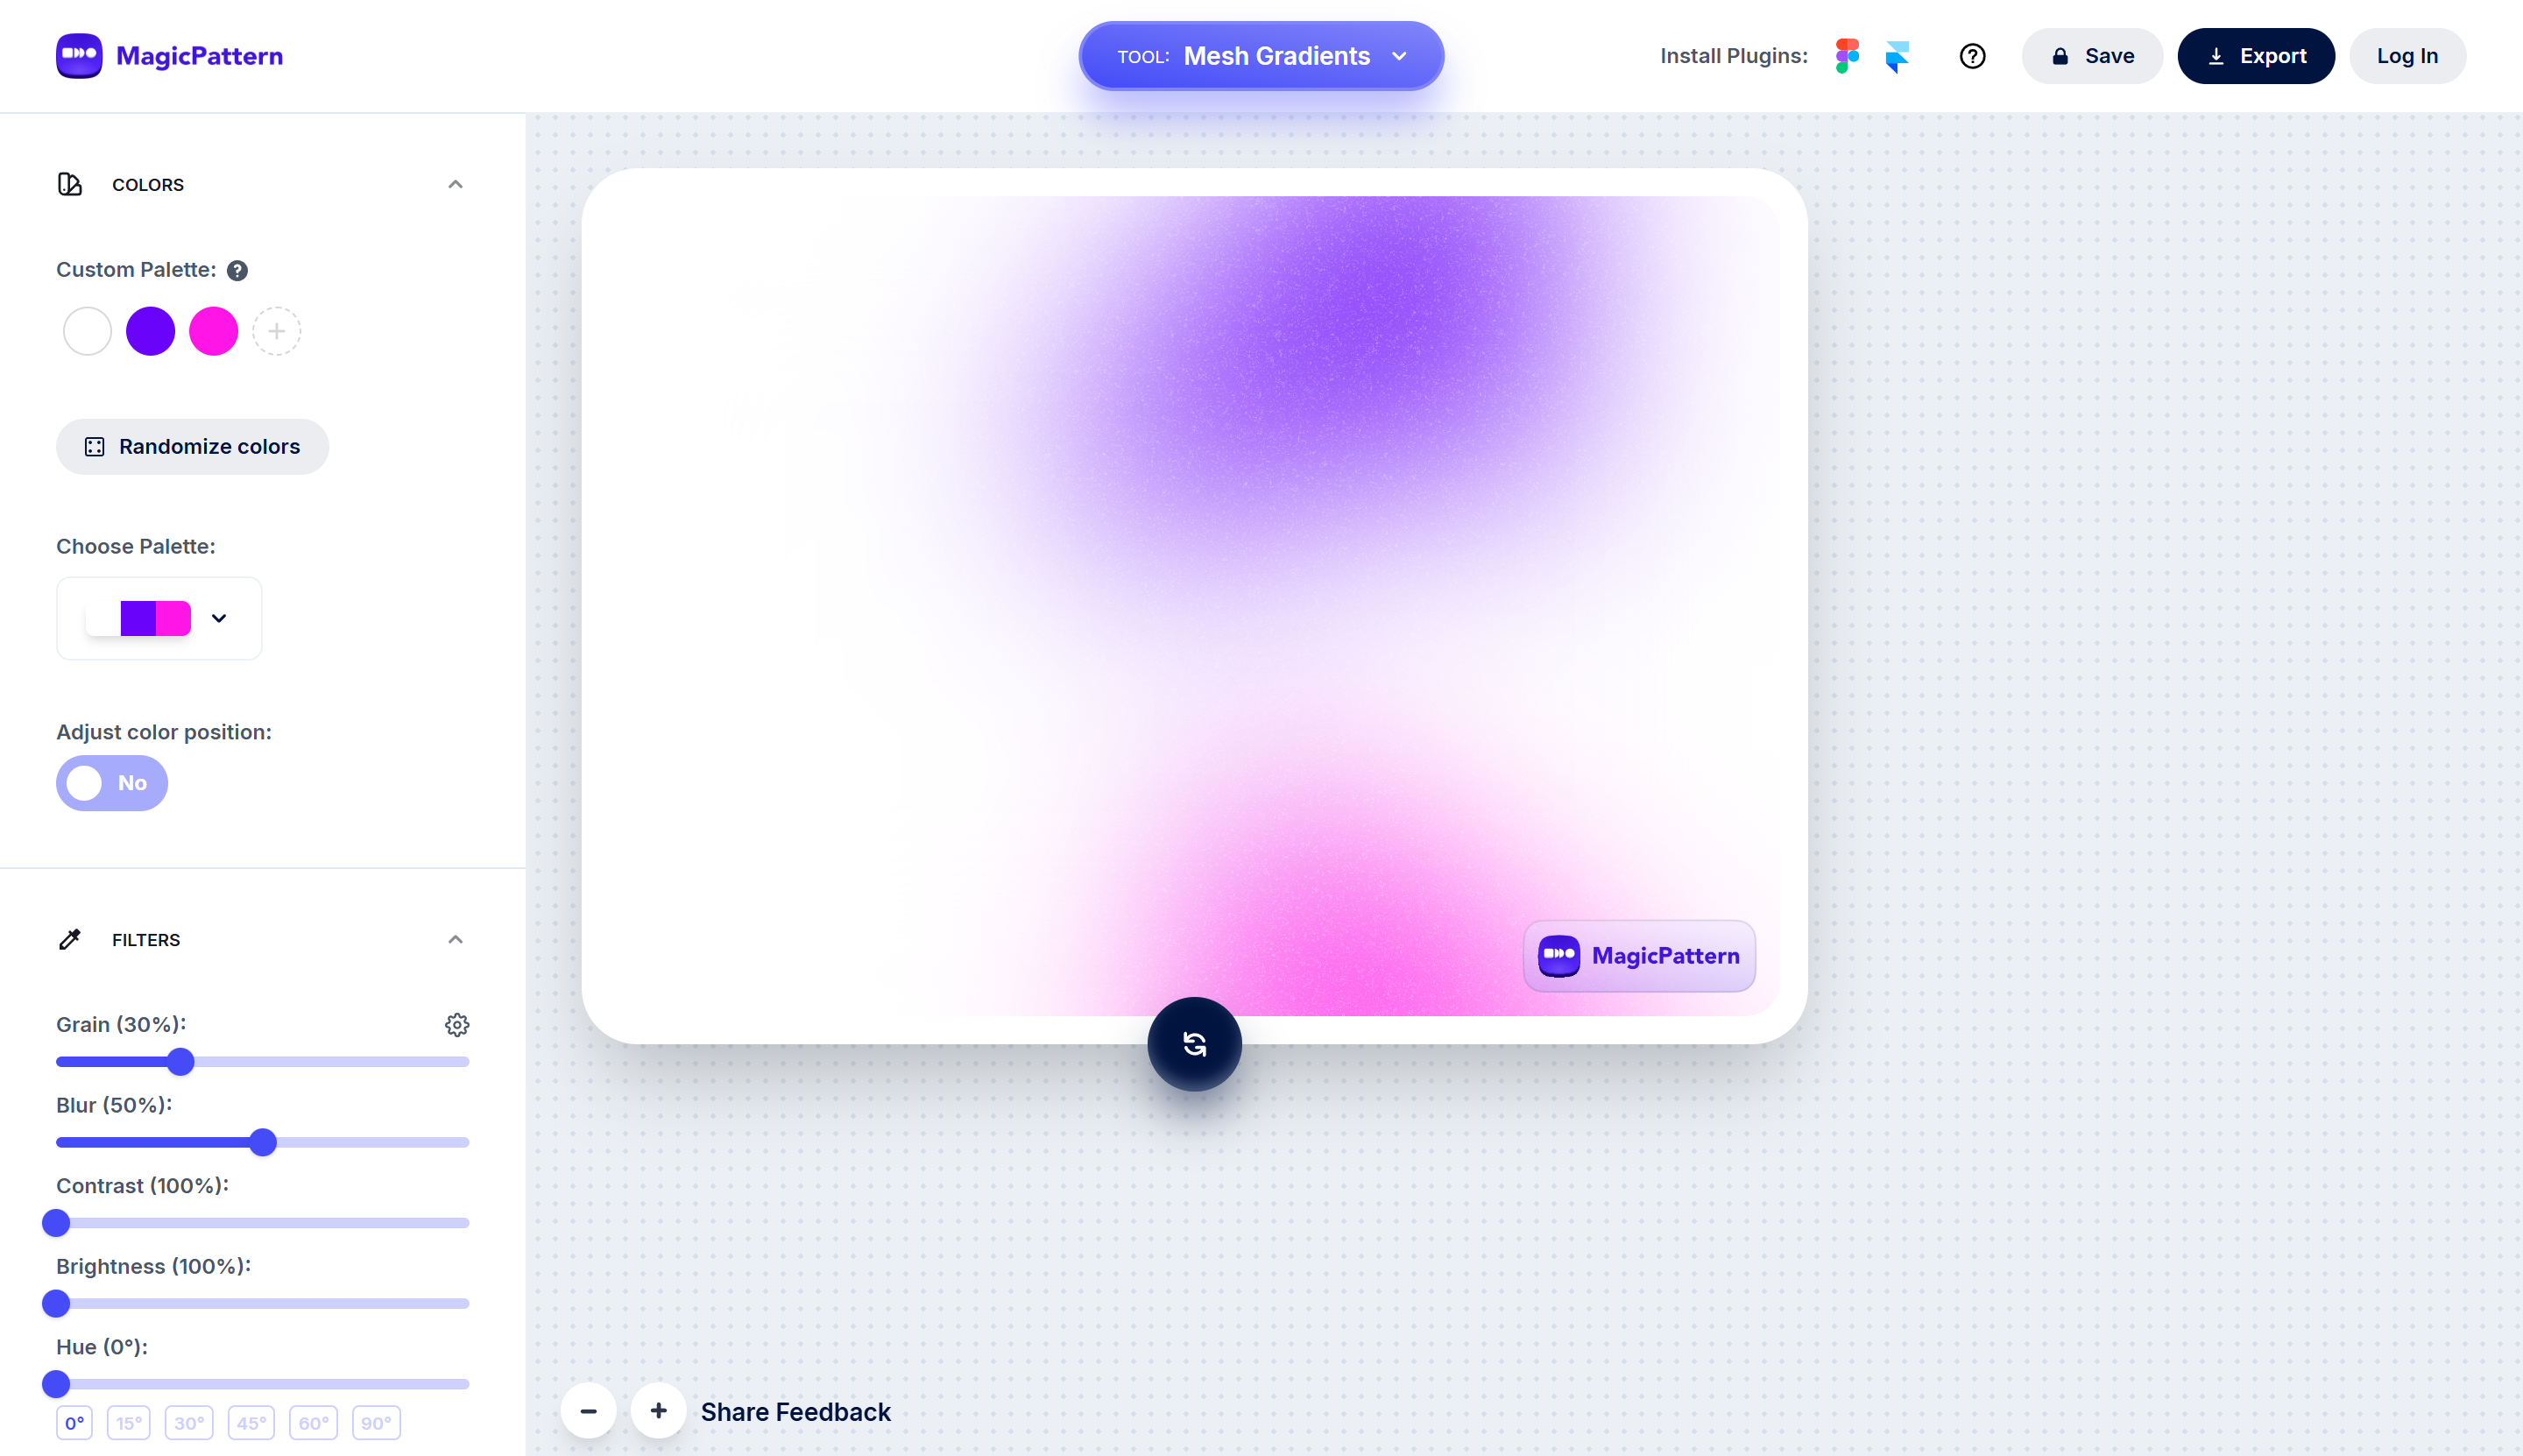 MagicPattern
TOOL: Mesh Gradients
Install Plugins:
Save
Export
Log In
COLORS
Custom Palette:
Randomize colors
Choose Palette:
Adjust color position:
No
FILTERS
Grain (30%):
Blur (50%):
Contrast (100%):
Brightness (100%):
Hue (0°):
0° 15° 30° 45° 60° 90°
MagicPattern
Share Feedback